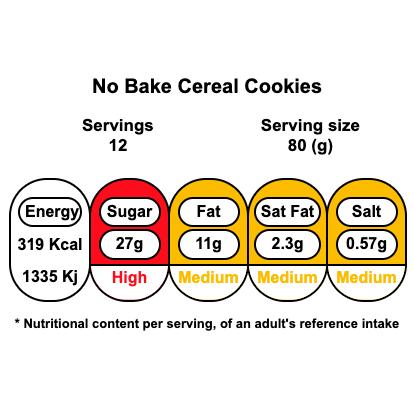 No Bake Cereal Cookies
Servings Serving size
12 80 (g)
Energy Sugar Fat Sat Fat Salt
319 Kcal 27g 11g 2.3g 0.57g
1335 Kj High Medium Medium Medium
* Nutritional content per serving, of an adult's reference intake